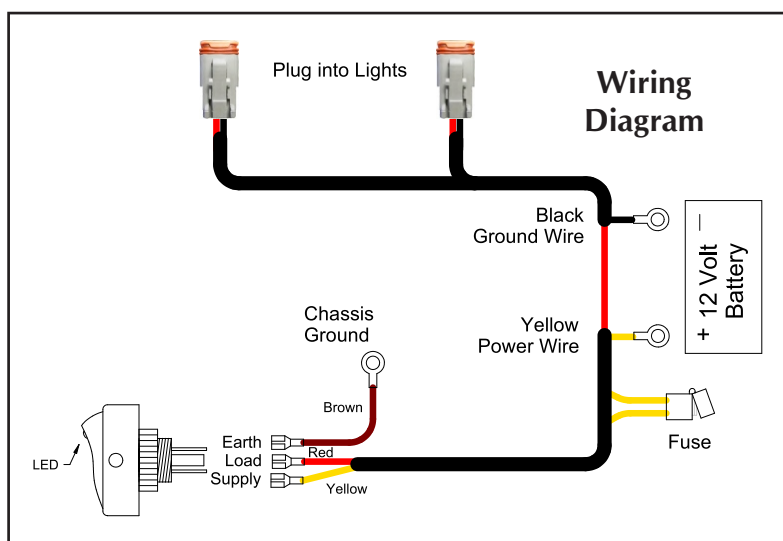 Plug into Lights
Wiring
Diagram
Black
Ground Wire
+ 12 Volt –
Battery
Chassis
Ground
Yellow
Power Wire
Brown
Fuse
Earth
Red
Load
LED
Supply
Yellow